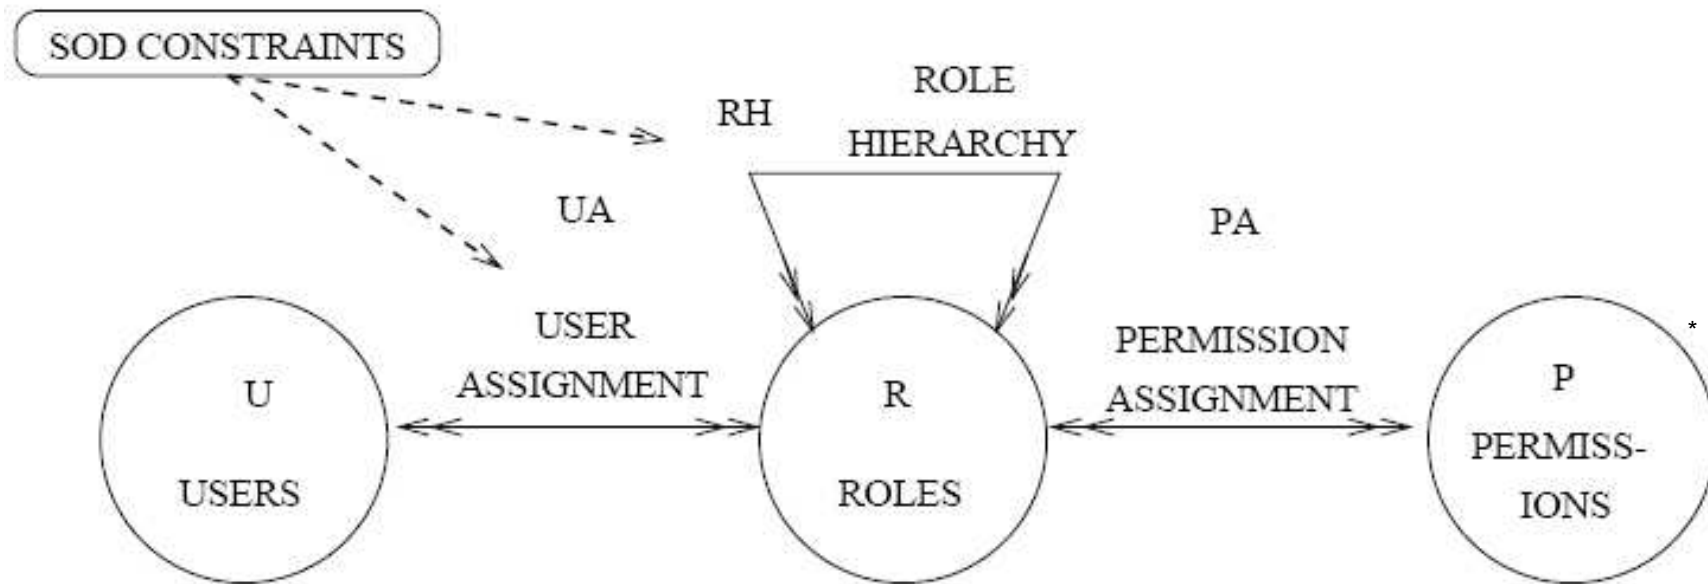 SOD CONSTRAINTS
RH
ROLE
HIERARCHY
UA
PA
USER
ASSIGNMENT
PERMISSION
ASSIGNMENT
*
U
USERS
R
ROLES
P
PERMISS-
IONS